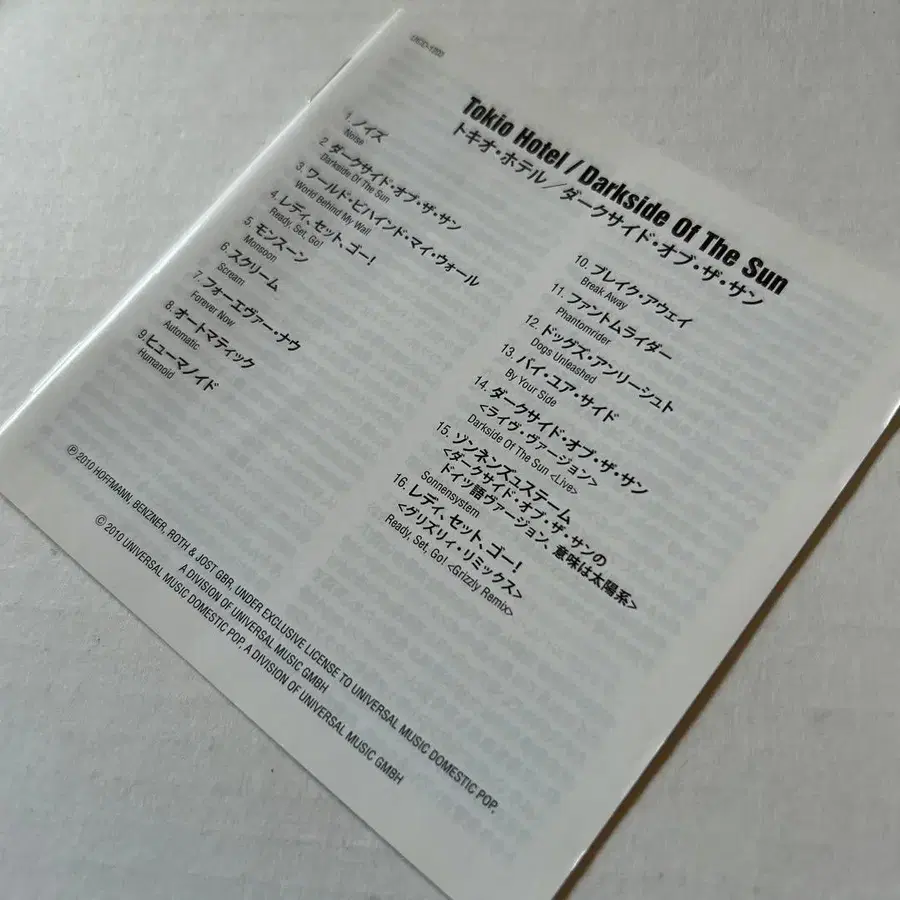 Tokio Hotel / Darkside Of The Sun
トキオ・ホテル／ダークサイド・オブ・ザ・サン
1. ノイズ
Noise
2. ダークサイド・オブ・ザ・サン
Darkside Of The Sun
3. ワールド・ビハインド・マイ・ウォール
World Behind My Wall
4. レディ、セット、ゴー！
Ready, Set, Go!
5. モンスーン
Monsoon
6. スクリーム
Scream
7. フォーエヴァー・ナウ
Forever Now
8. オートマティック
Automatic
9. ヒューマノイド
Humanoid
10. ブレイク・アウェイ
Break Away
11. ファントムライダー
Phantomrider
12. ドッグズ・アンリーシュト
Dogs Unleashed
13. バイ・ユア・サイド
By Your Side
14. ダークサイド・オブ・ザ・サン
<ライヴ・ヴァージョン>
Darkside Of The Sun <Live>
15. ソンネンズュステーム
<ダークサイド・オブ・ザ・サンの
ドイツ語ヴァージョン、意味は太陽系>
Sonnensystem
16. レディ、セット、ゴー！
<グリズリィ・リミックス>
Ready, Set, Go! <Grizzly Remix>
Ⓟ 2010 HOFFMANN, BENZNER, ROTH & JOST GBR, UNDER EXCLUSIVE LICENSE TO UNIVERSAL MUSIC DOMESTIC POP,
A DIVISION OF UNIVERSAL MUSIC GMBH
© 2010 UNIVERSAL MUSIC DOMESTIC POP, A DIVISION OF UNIVERSAL MUSIC GMBH